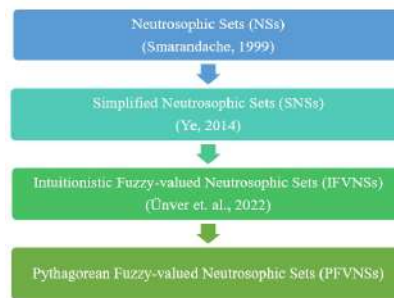 Neutrosophic Sets (NSs)
(Smarandache, 1999)
Simplified Neutrosophic Sets (SNSs)
(Ye, 2014)
Intuitionistic Fuzzy-valued Neutrosophic Sets (IFVNSs)
(Ünver et. al., 2022)
Pythagorean Fuzzy-valued Neutrosophic Sets (PFVNSs)